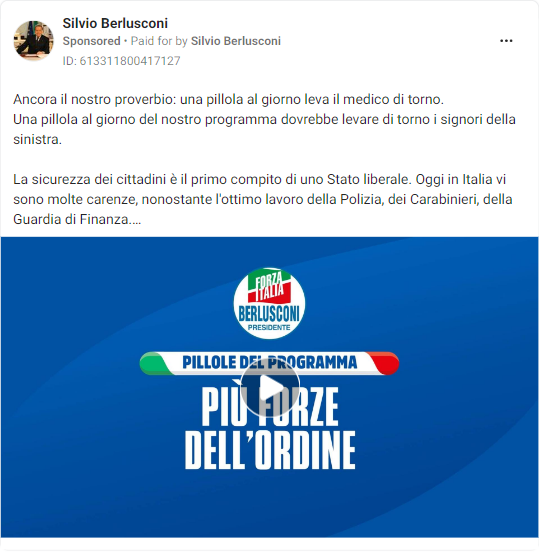 Silvio Berlusconi
Sponsored • Paid for by Silvio Berlusconi
ID: 613311800417127
Ancora il nostro proverbio: una pillola al giorno leva il medico di torno.
Una pillola al giorno del nostro programma dovrebbe levare di torno i signori della
sinistra.
La sicurezza dei cittadini è il primo compito di uno Stato liberale. Oggi in Italia vi
sono molte carenze, nonostante l'ottimo lavoro della Polizia, dei Carabinieri, della
Guardia di Finanza....
FORZA
ITALIA
BERLUSCONI
PRESIDENTE
PILLOLE DEL PROGRAMMA
PIÙ FORZE
DELL'ORDINE